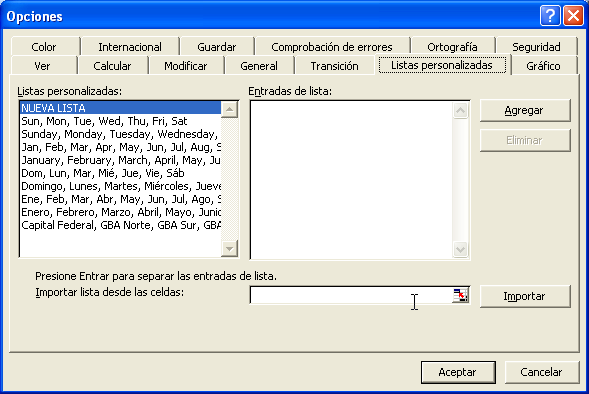 Opciones
Color Internacional Guardar Comprobación de errores Ortografía Seguridad
Ver Calcular Modificar General Transición Listas personalizadas Gráfico
Listas personalizadas:
Entradas de lista:
NUEVA LISTA
Sun, Mon, Tue, Wed, Thu, Fri, Sat
Sunday, Monday, Tuesday, Wednesday,
Jan, Feb, Mar, Apr, May, Jun, Jul, Aug, S
January, February, March, April, May, Ju
Dom, Lun, Mar, Mié, Jue, Vie, Sáb
Domingo, Lunes, Martes, Miércoles, Jueve
Ene, Feb, Mar, Abr, May, Jun, Jul, Ago, S
Enero, Febrero, Marzo, Abril, Mayo, Junio
Capital Federal, GBA Norte, GBA Sur, GBA
Agregar
Eliminar
Presione Entrar para separar las entradas de lista.
Importar lista desde las celdas:
Importar
Aceptar Cancelar